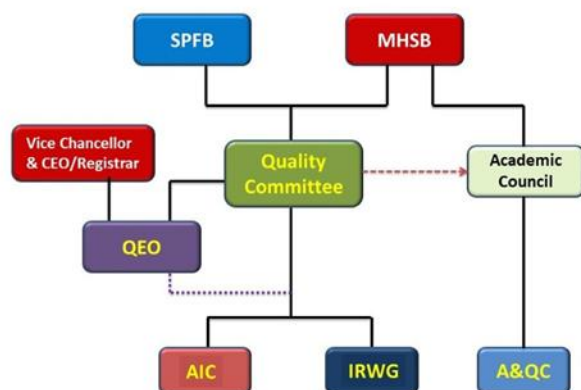 SPFB
MHSB
Vice Chancellor
& CEO/Registrar
Quality
Committee
Academic
Council
QEO
AIC
IRWG
A&QC